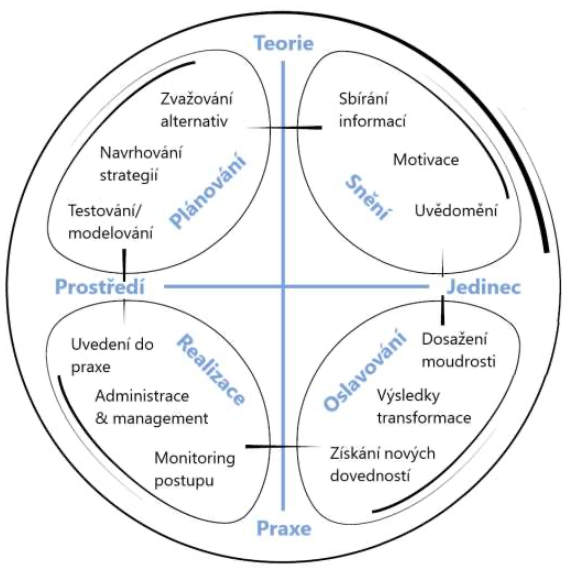 Teorie
Zvažování
alternativ
Navrhování
strategií
Testování/
modelování
Plánování
Sbírání
informací
Motivace
Uvědomění
Snění
Prostředí
Jedinec
Uvedení do
praxe
Administrace
& management
Monitoring
postupu
Realizace
Dosažení
moudrosti
Výsledky
transformace
Získání nových
dovedností
Oslavování
Praxe